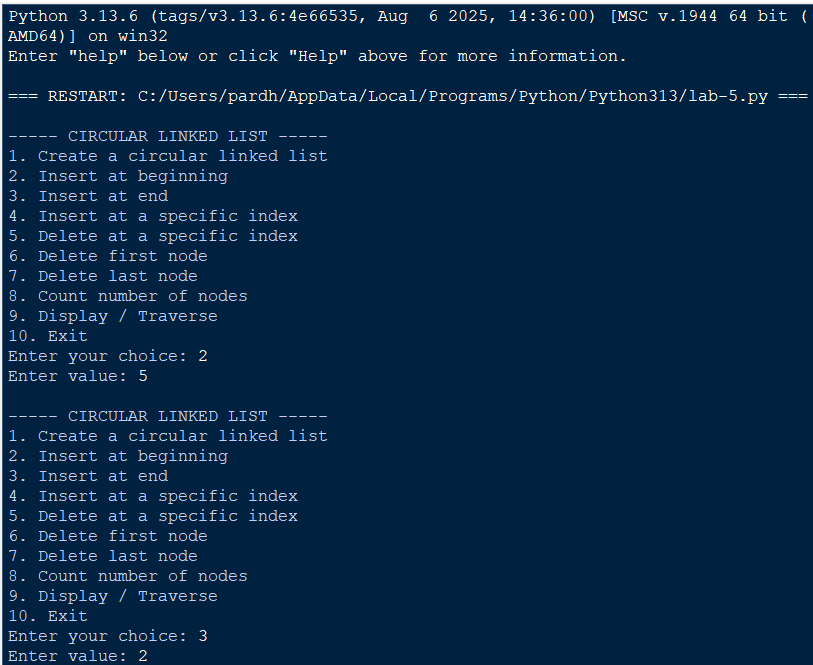 Python 3.13.6 (tags/v3.13.6:4e66535, Aug  6 2025, 14:36:00) [MSC v.1944 64 bit (
AMD64)] on win32
Enter "help" below or click "Help" above for more information.
=== RESTART: C:/Users/pardh/AppData/Local/Programs/Python/Python313/lab-5.py ===
----- CIRCULAR LINKED LIST -----
1. Create a circular linked list
2. Insert at beginning
3. Insert at end
4. Insert at a specific index
5. Delete at a specific index
6. Delete first node
7. Delete last node
8. Count number of nodes
9. Display / Traverse
10. Exit
Enter your choice: 2
Enter value: 5
----- CIRCULAR LINKED LIST -----
1. Create a circular linked list
2. Insert at beginning
3. Insert at end
4. Insert at a specific index
5. Delete at a specific index
6. Delete first node
7. Delete last node
8. Count number of nodes
9. Display / Traverse
10. Exit
Enter your choice: 3
Enter value: 2